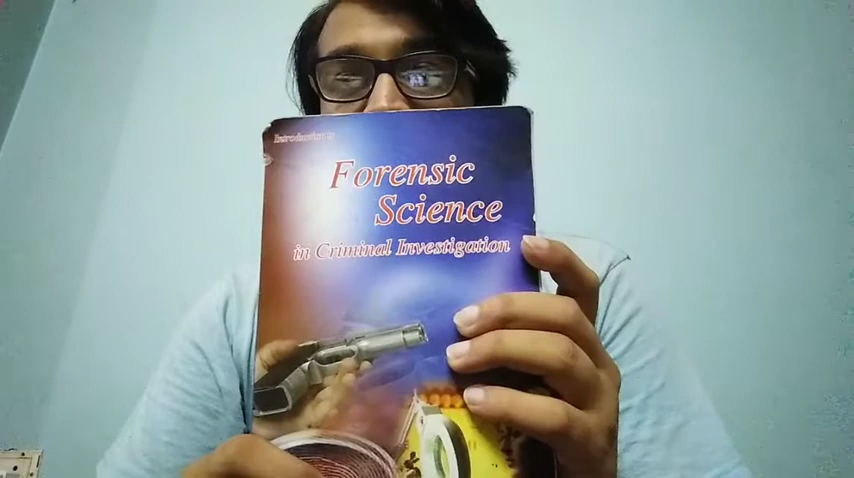 Introduction to
Forensic
Science
in Criminal Investigation